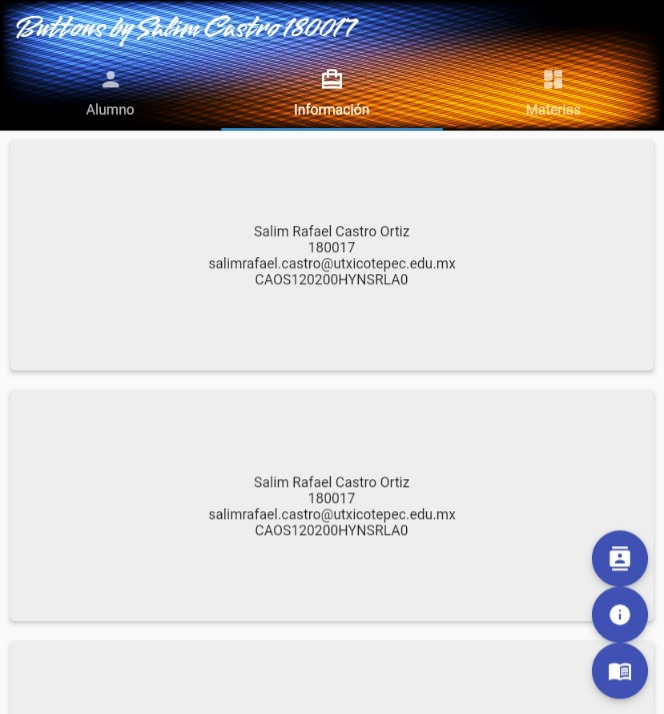 Buttons by Salim Castro 180017
Alumno
Información
Materias
Salim Rafael Castro Ortiz
180017
salimrafael.castro@utxicotepec.edu.mx
CAOS120200HYNSRLA0
Salim Rafael Castro Ortiz
180017
salimrafael.castro@utxicotepec.edu.mx
CAOS120200HYNSRLA0